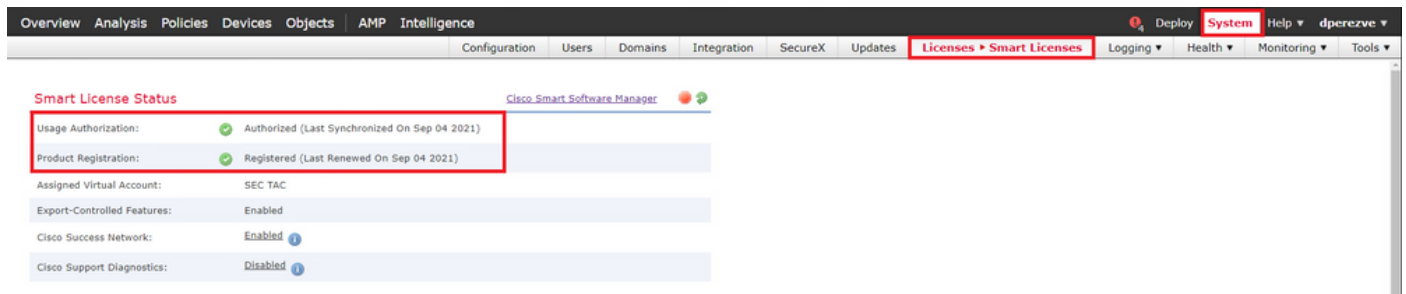 Overview Analysis Policies Devices Objects AMP Intelligence 4 Deploy System Help ▾ dperezve ▾
Configuration Users Domains Integration SecureX Updates Licenses ▸ Smart Licenses Logging ▾ Health ▾ Monitoring ▾ Tools ▾
Smart License Status Cisco Smart Software Manager
Usage Authorization: Authorized (Last Synchronized On Sep 04 2021)
Product Registration: Registered (Last Renewed On Sep 04 2021)
Assigned Virtual Account: SEC TAC
Export-Controlled Features: Enabled
Cisco Success Network: Enabled
Cisco Support Diagnostics: Disabled